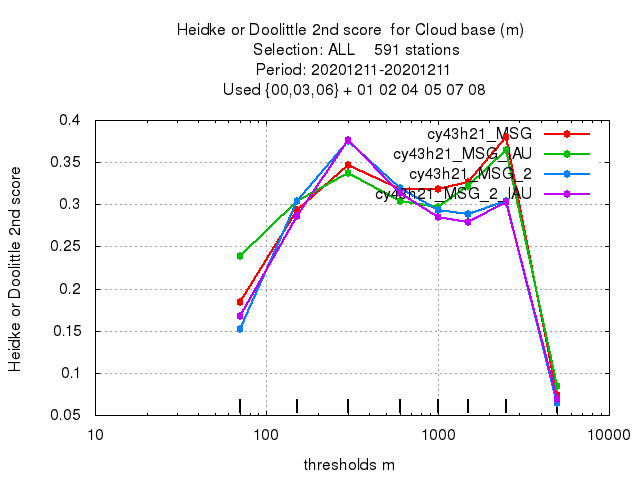 Heidke or Doolittle 2nd score  for Cloud base (m)
Selection: ALL    591 stations
Period: 20201211-20201211
Used {00,03,06} + 01 02 04 05 07 08
Heidke or Doolittle 2nd score
0.4
0.35
0.3
0.25
0.2
0.15
0.1
0.05
cy43h21_MSG
cy43h21_MSG_IAU
cy43h21_MSG_2
cy43h21_MSG_2_IAU
10 100 1000 10000
thresholds m